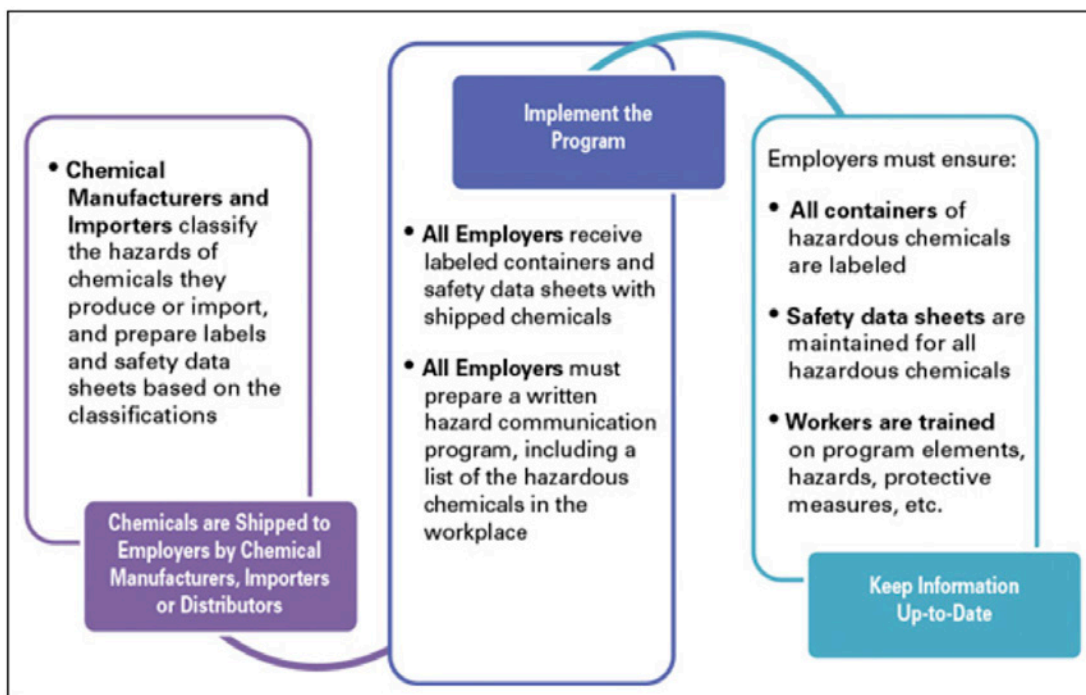 • Chemical
Manufacturers and
Importers classify
the hazards of
chemicals they
produce or import,
and prepare labels
and safety data
sheets based on the
classifications
Chemicals are Shipped to
Employers by Chemical
Manufacturers, Importers
or Distributors
Implement the
Program
• All Employers receive
labeled containers and
safety data sheets with
shipped chemicals
• All Employers must
prepare a written
hazard communication
program, including a
list of the hazardous
chemicals in the
workplace
Employers must ensure:
• All containers of
hazardous chemicals
are labeled
• Safety data sheets are
maintained for all
hazardous chemicals
• Workers are trained
on program elements,
hazards, protective
measures, etc.
Keep Information
Up-to-Date